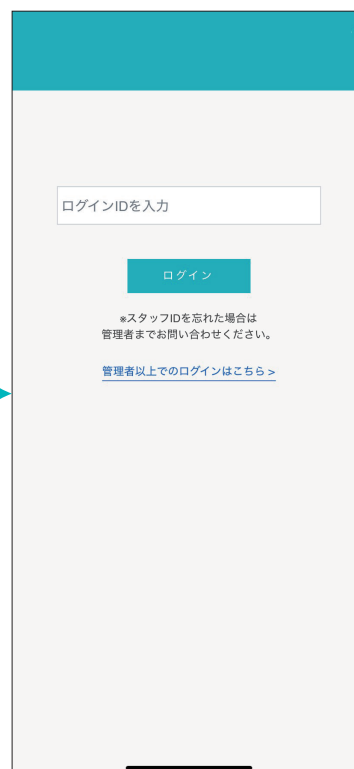 ログインIDを入力
ログイン
※スタッフIDを忘れた場合は
管理者までお問い合わせください。
管理者以上でのログインはこちら >